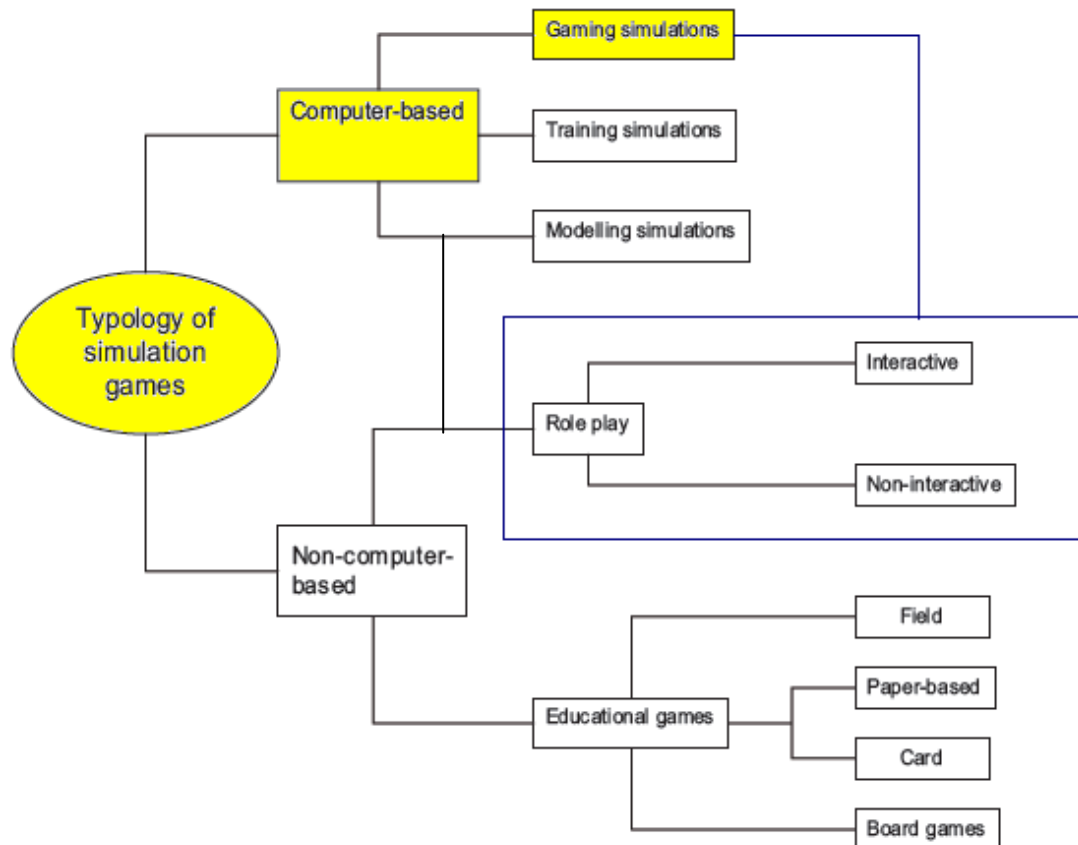 Gaming simulations
Computer-based
Training simulations
Modelling simulations
Typology of
simulation
games
Interactive
Role play
Non-interactive
Non-computer-
based
Field
Paper-based
Educational games
Card
Board games